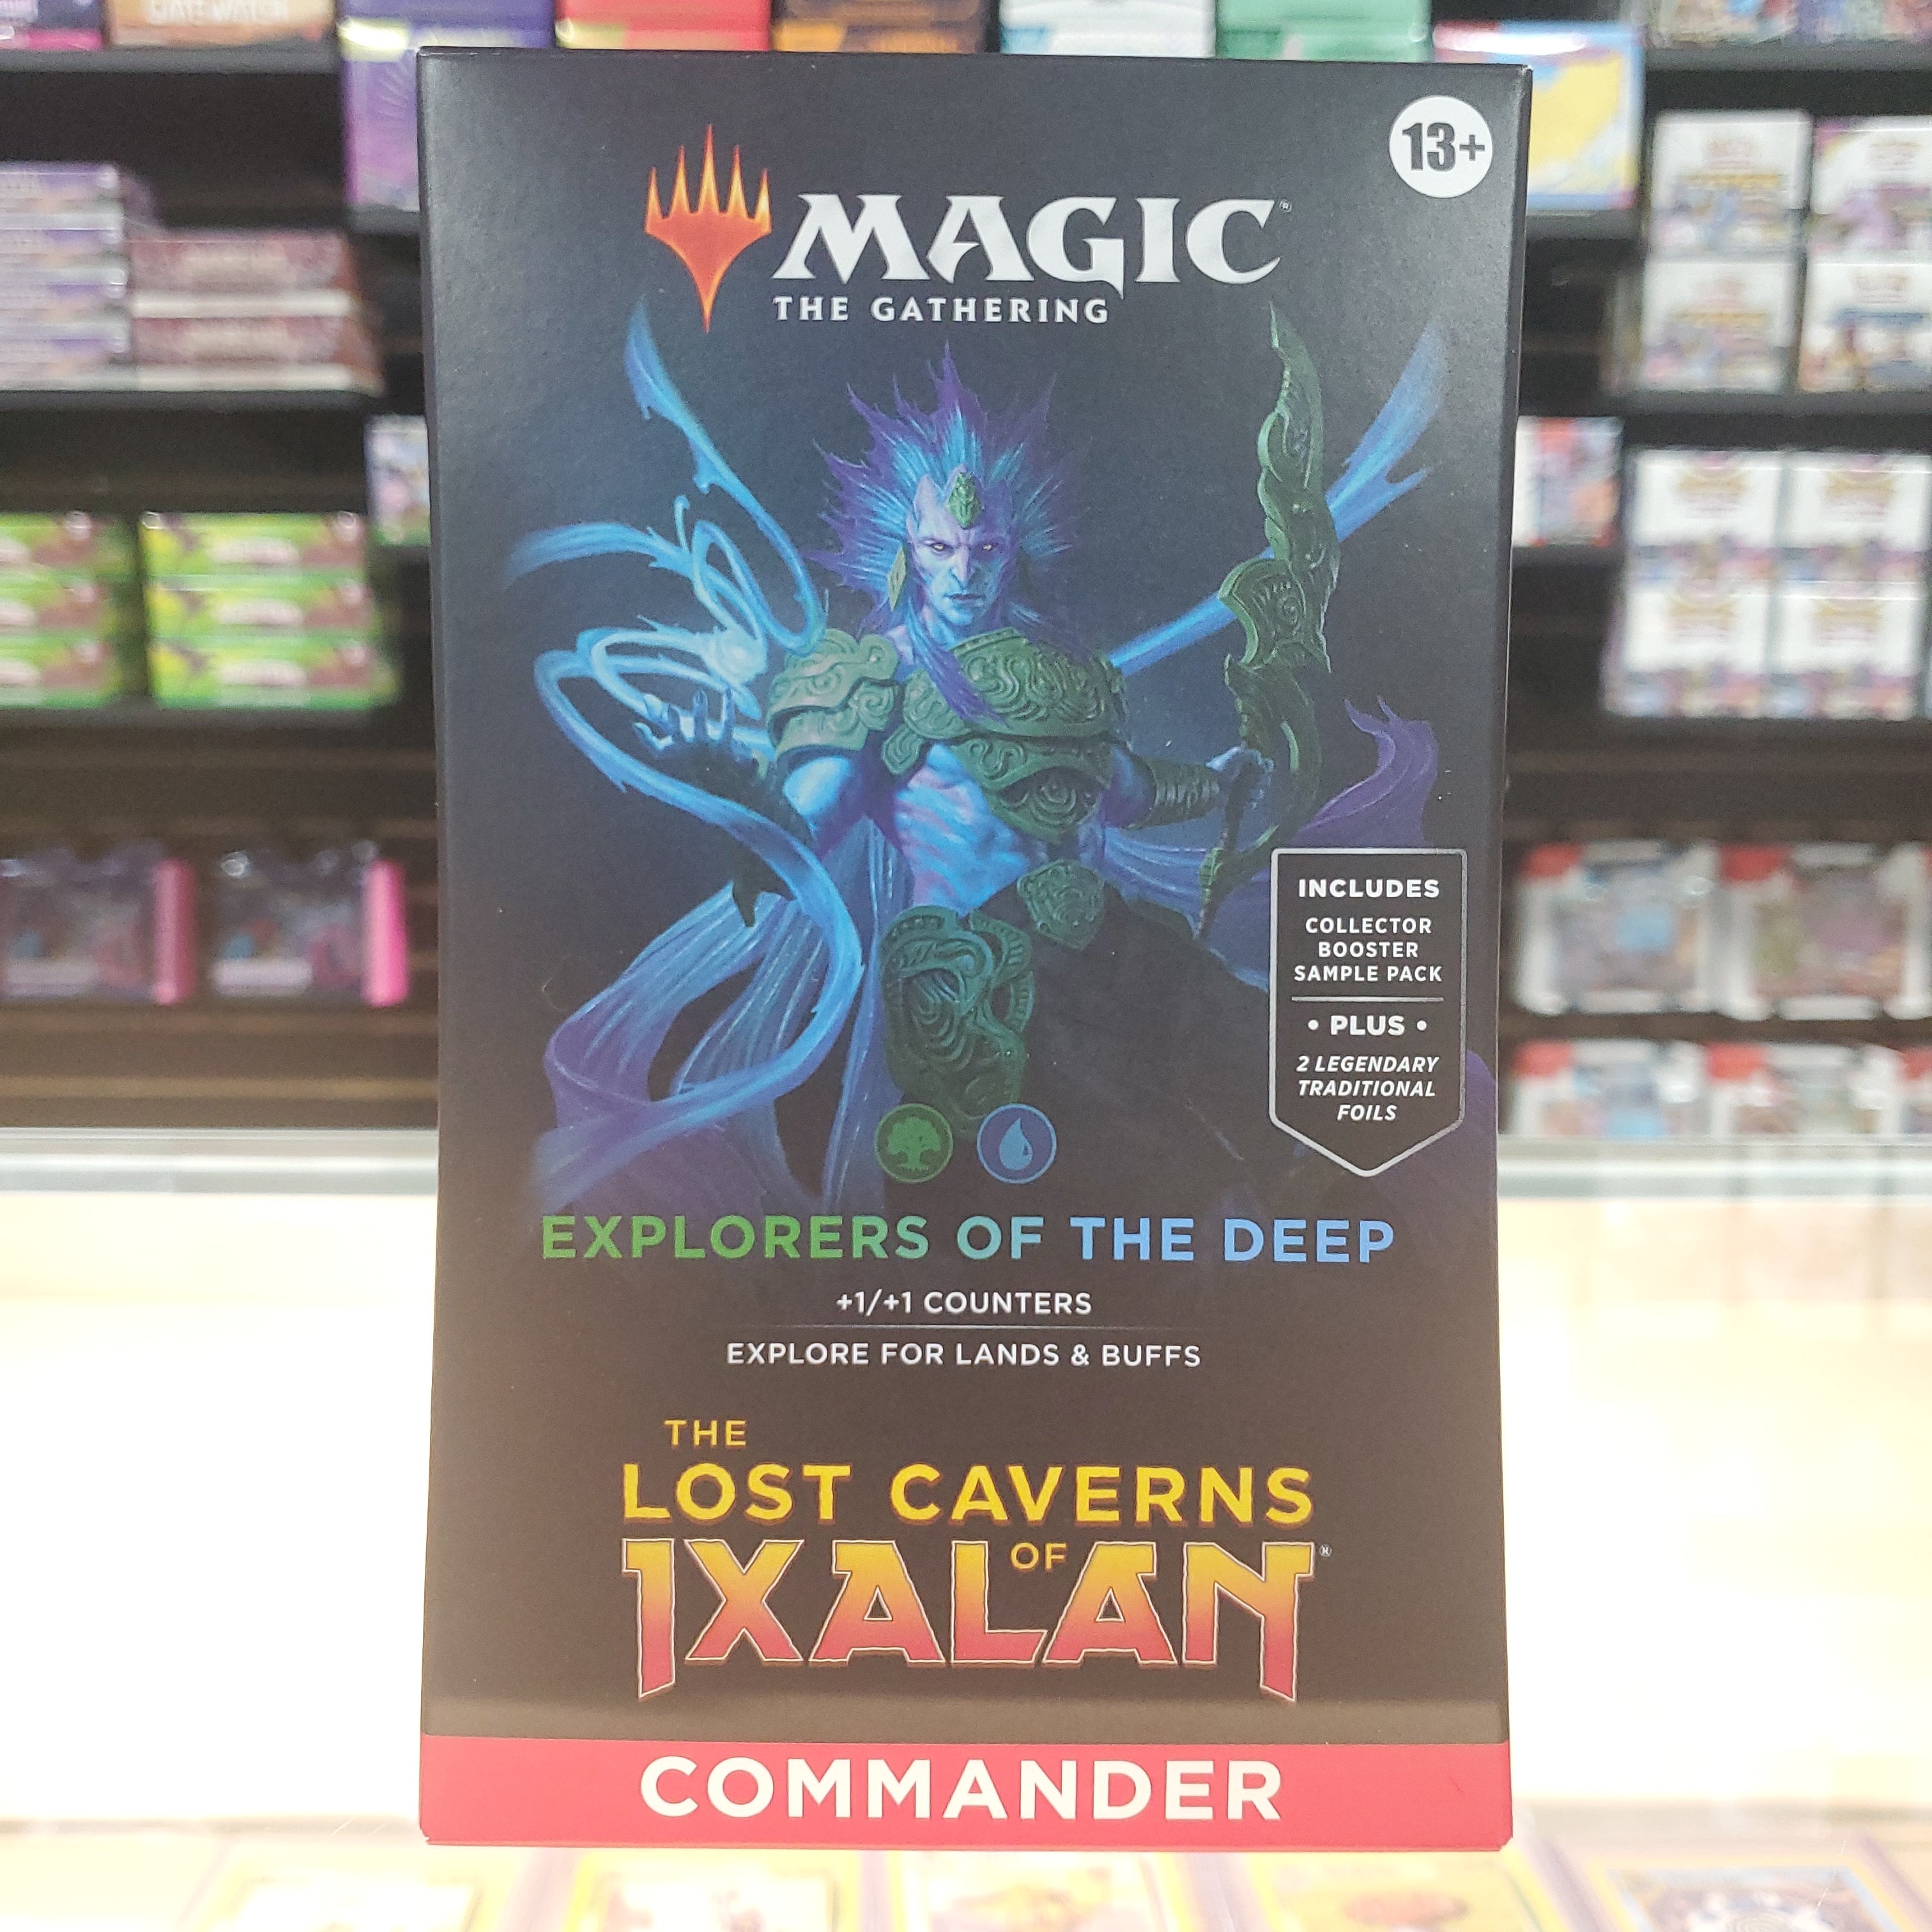 13+
MAGIC®
THE GATHERING
INCLUDES
COLLECTOR
BOOSTER
SAMPLE PACK
• PLUS •
2 LEGENDARY
TRADITIONAL
FOILS
EXPLORERS OF THE DEEP
+1/+1 COUNTERS
EXPLORE FOR LANDS & BUFFS
THE
LOST CAVERNS
OF
IXALAN®
COMMANDER